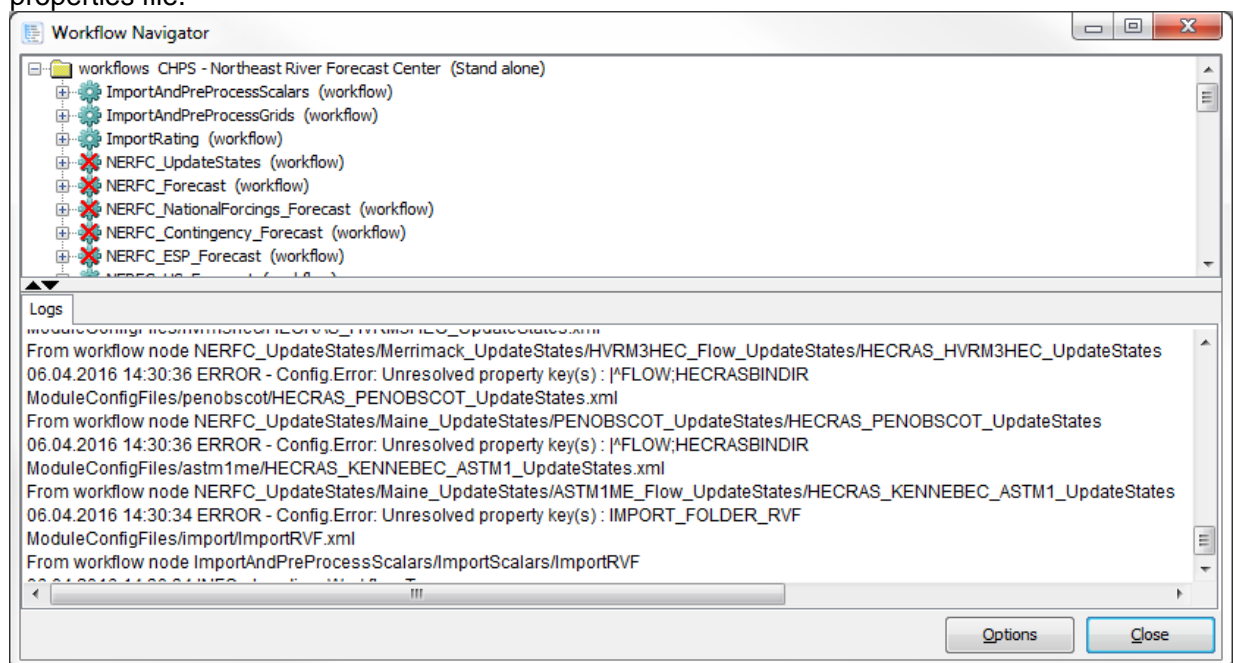 properties file.
Workflow Navigator
workflows CHPS - Northeast River Forecast Center (Stand alone)
ImportAndPreProcessScalars (workflow)
ImportAndPreProcessGrids (workflow)
ImportRating (workflow)
NERFC_UpdateStates (workflow)
NERFC_Forecast (workflow)
NERFC_NationalForcings_Forecast (workflow)
NERFC_Contingency_Forecast (workflow)
NERFC_ESP_Forecast (workflow)
Logs
From workflow node NERFC_UpdateStates/Merrimack_UpdateStates/HVRM3HEC_Flow_UpdateStates/HECRAS_HVRM3HEC_UpdateStates
06.04.2016 14:30:36 ERROR - Config.Error: Unresolved property key(s) : |^FLOW;HECRASBINDIR
ModuleConfigFiles/penobscot/HECRAS_PENOBSCOT_UpdateStates.xml
From workflow node NERFC_UpdateStates/Maine_UpdateStates/PENOBSCOT_UpdateStates/HECRAS_PENOBSCOT_UpdateStates
06.04.2016 14:30:36 ERROR - Config.Error: Unresolved property key(s) : |^FLOW;HECRASBINDIR
ModuleConfigFiles/astm1me/HECRAS_KENNEBEC_ASTM1_UpdateStates.xml
From workflow node NERFC_UpdateStates/Maine_UpdateStates/ASTM1ME_Flow_UpdateStates/HECRAS_KENNEBEC_ASTM1_UpdateStates
06.04.2016 14:30:34 ERROR - Config.Error: Unresolved property key(s) : IMPORT_FOLDER_RVF
ModuleConfigFiles/import/ImportRVF.xml
From workflow node ImportAndPreProcessScalars/ImportScalars/ImportRVF
Options
Close